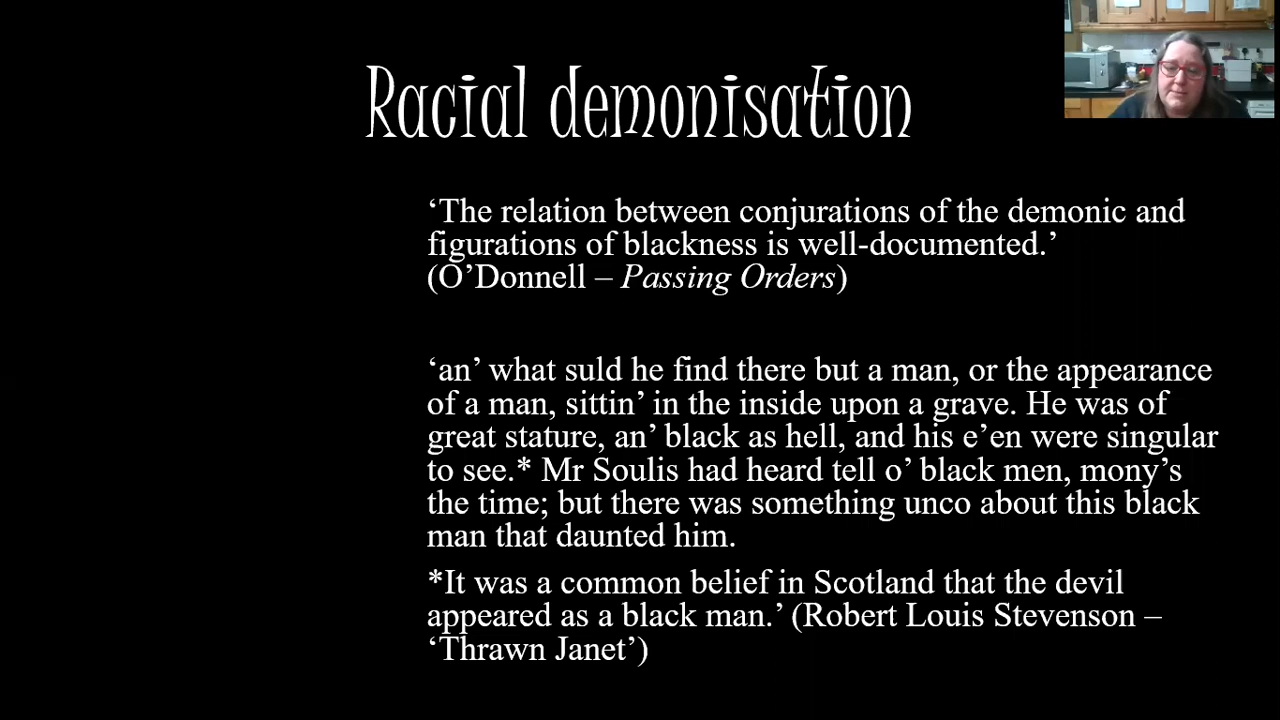 Racial demonisation
‘The relation between conjurations of the demonic and
figurations of blackness is well-documented.’
(O’Donnell – Passing Orders)
‘an’ what suld he find there but a man, or the appearance
of a man, sittin’ in the inside upon a grave. He was of
great stature, an’ black as hell, and his e’en were singular
to see.* Mr Soulis had heard tell o’ black men, mony’s
the time; but there was something unco about this black
man that daunted him.
*It was a common belief in Scotland that the devil
appeared as a black man.’ (Robert Louis Stevenson –
‘Thrawn Janet’)